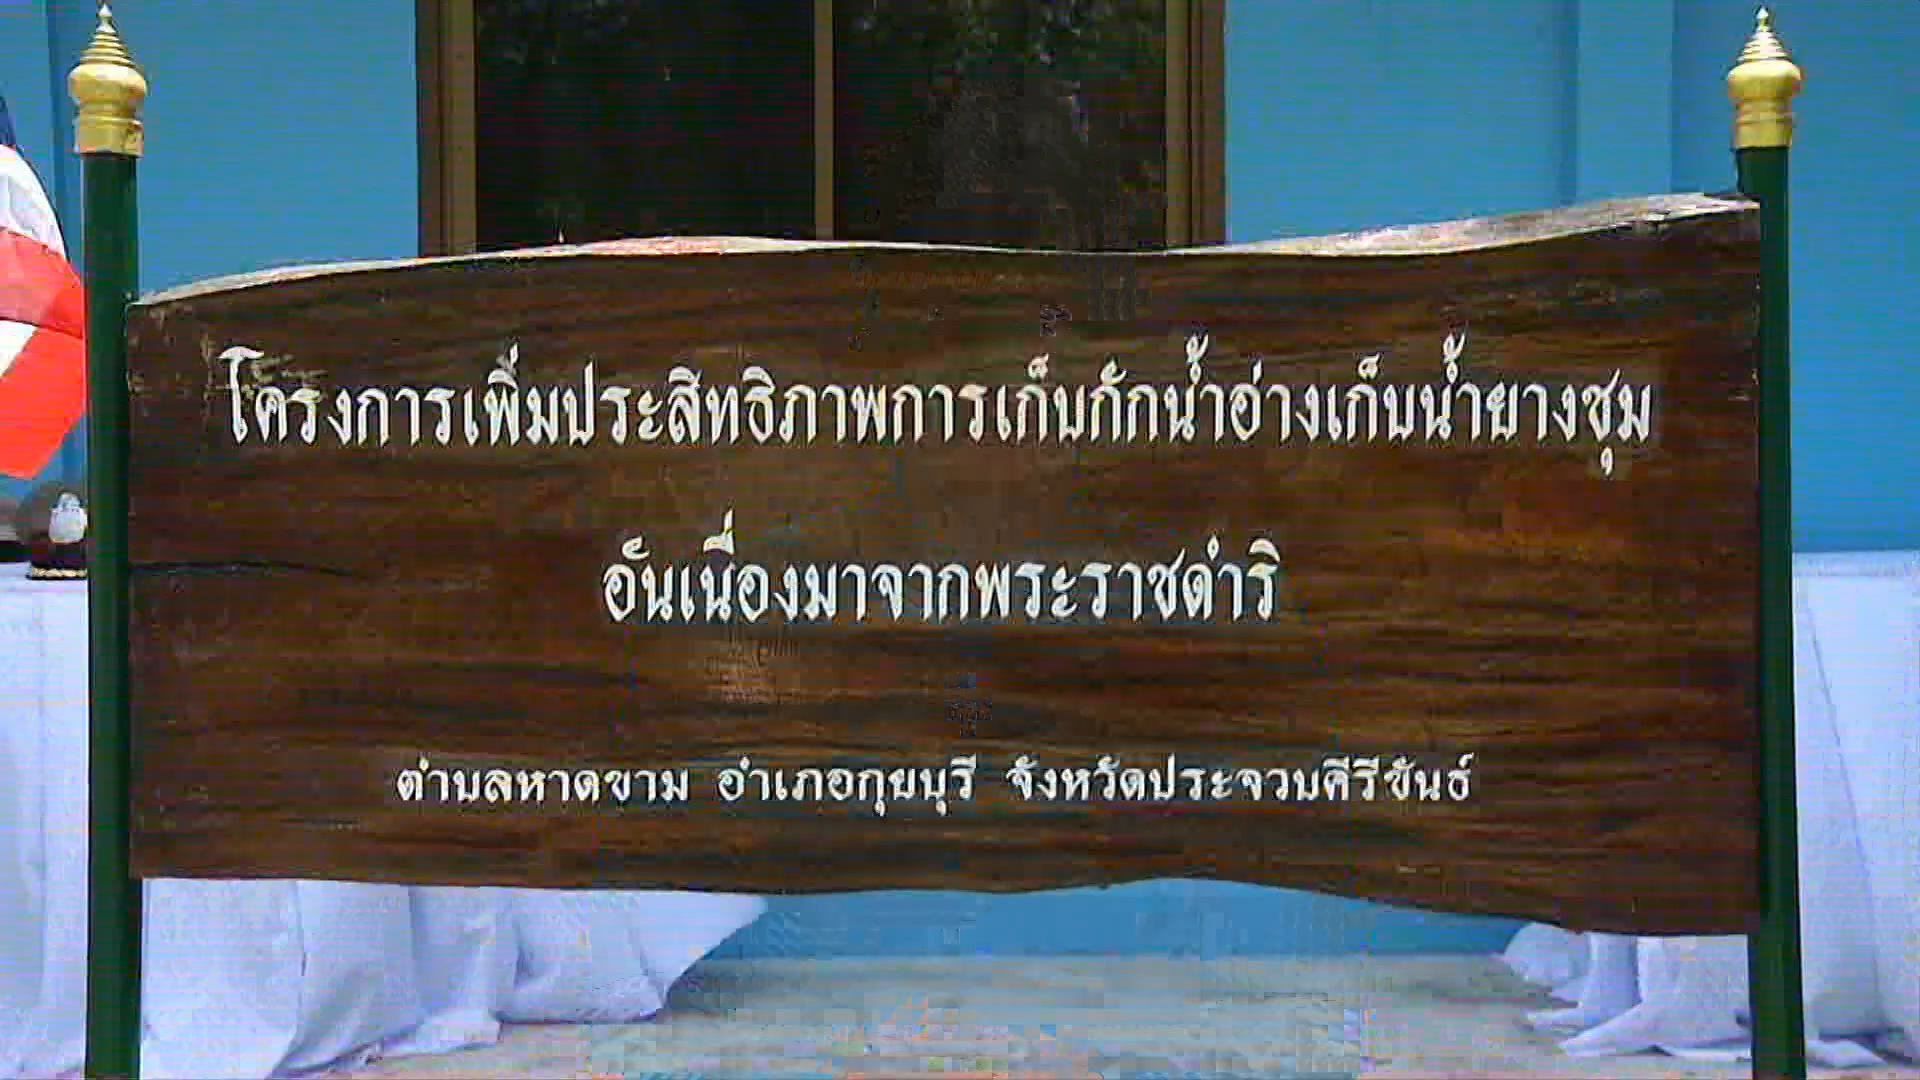 โครงการเพิ่มประสิทธิภาพการเก็บกักน้ำอ่างเก็บน้ำยางชุม
อันเนื่องมาจากพระราชดำริ
ตำบลหาดขาม อำเภอกุยบุรี จังหวัดประจวบคีรีขันธ์